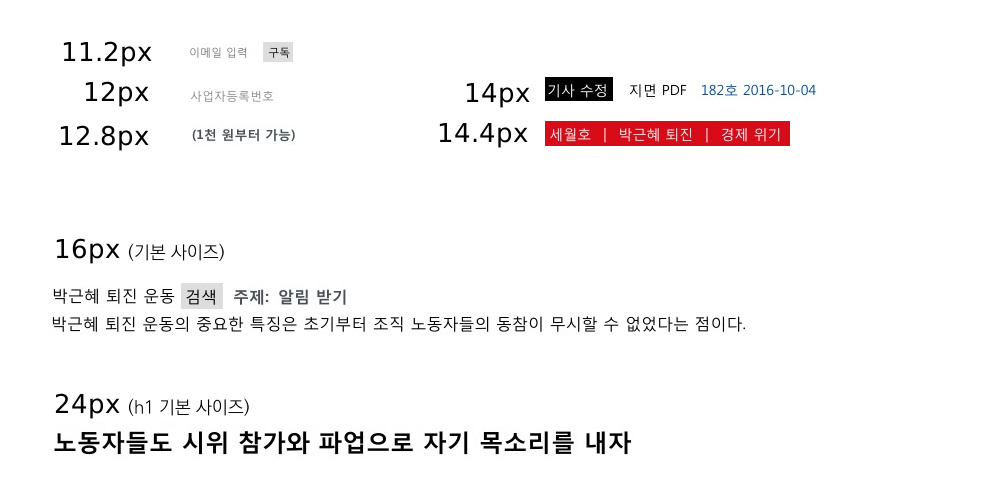 11.2px 이메일 입력 구독
12px 사업자등록번호
12.8px (1천 원부터 가능)
14px 기사 수정 지면 PDF 182호 2016-10-04
14.4px 세월호 | 박근혜 퇴진 | 경제 위기
16px (기본 사이즈)
박근혜 퇴진 운동 검색 주제: 알림 받기
박근혜 퇴진 운동의 중요한 특징은 초기부터 조직 노동자들의 동참이 무시할 수 없었다는 점이다.
24px (h1 기본 사이즈)
노동자들도 시위 참가와 파업으로 자기 목소리를 내자